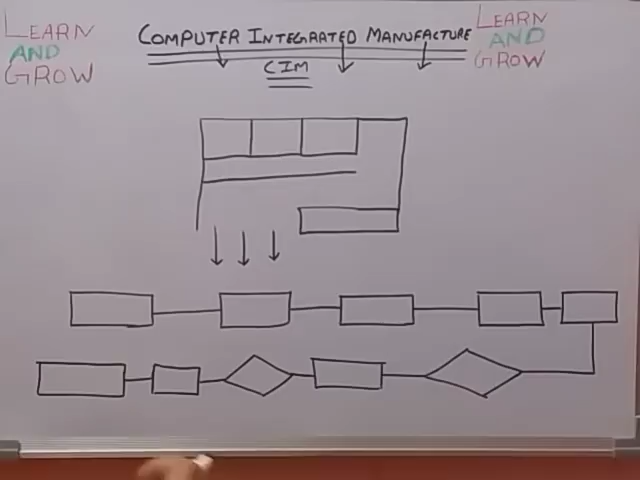 LEARN
AND
GROW
COMPUTER INTEGRATED MANUFACTURE
CIM
LEARN
AND
GROW